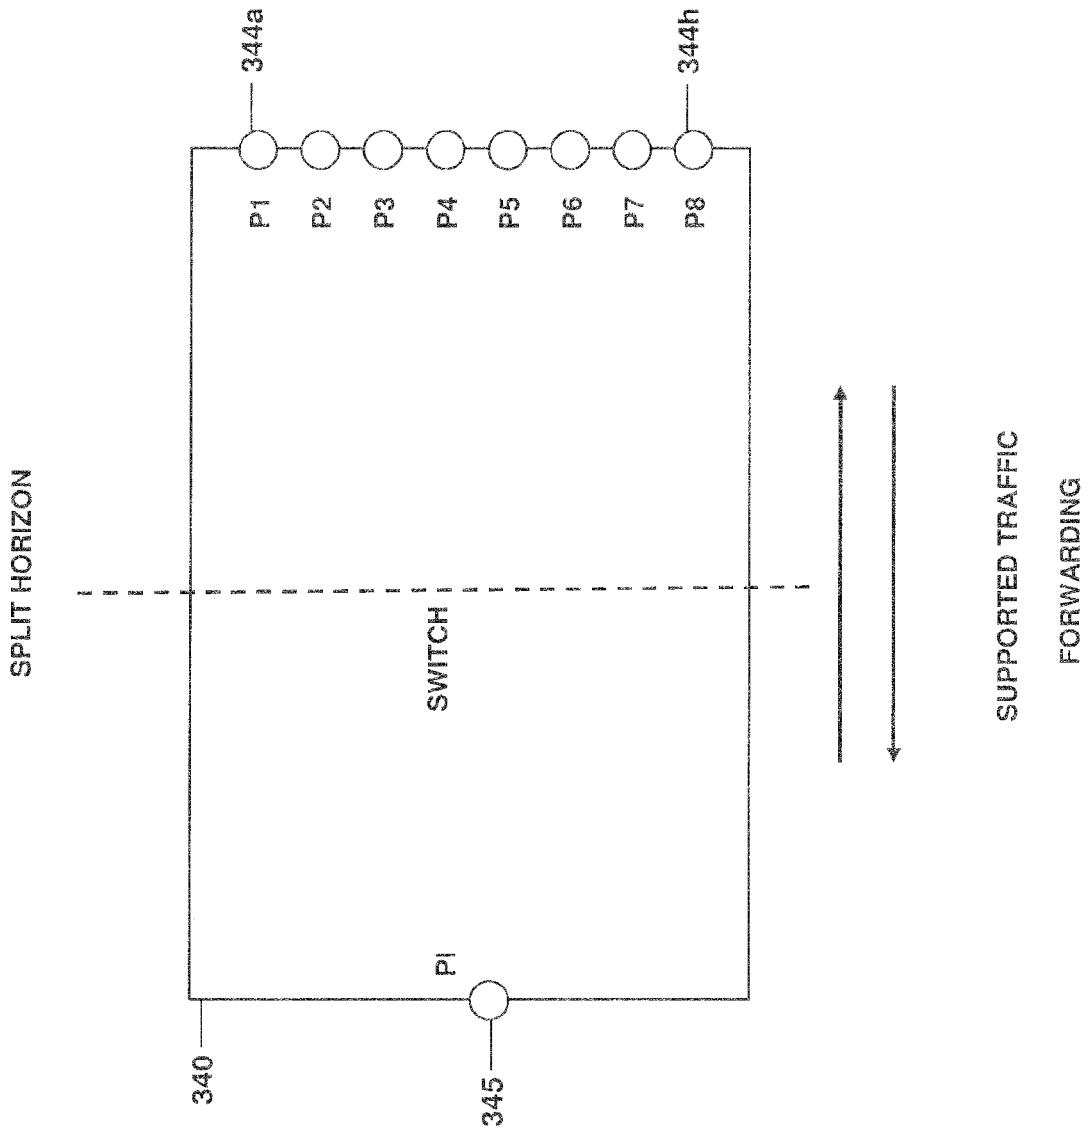 SPLIT HORIZON
340
344a
P1
P2
P3
PI
SWITCH
P4
345
P5
P6
P7
P8
344h
SUPPORTED TRAFFIC
FORWARDING